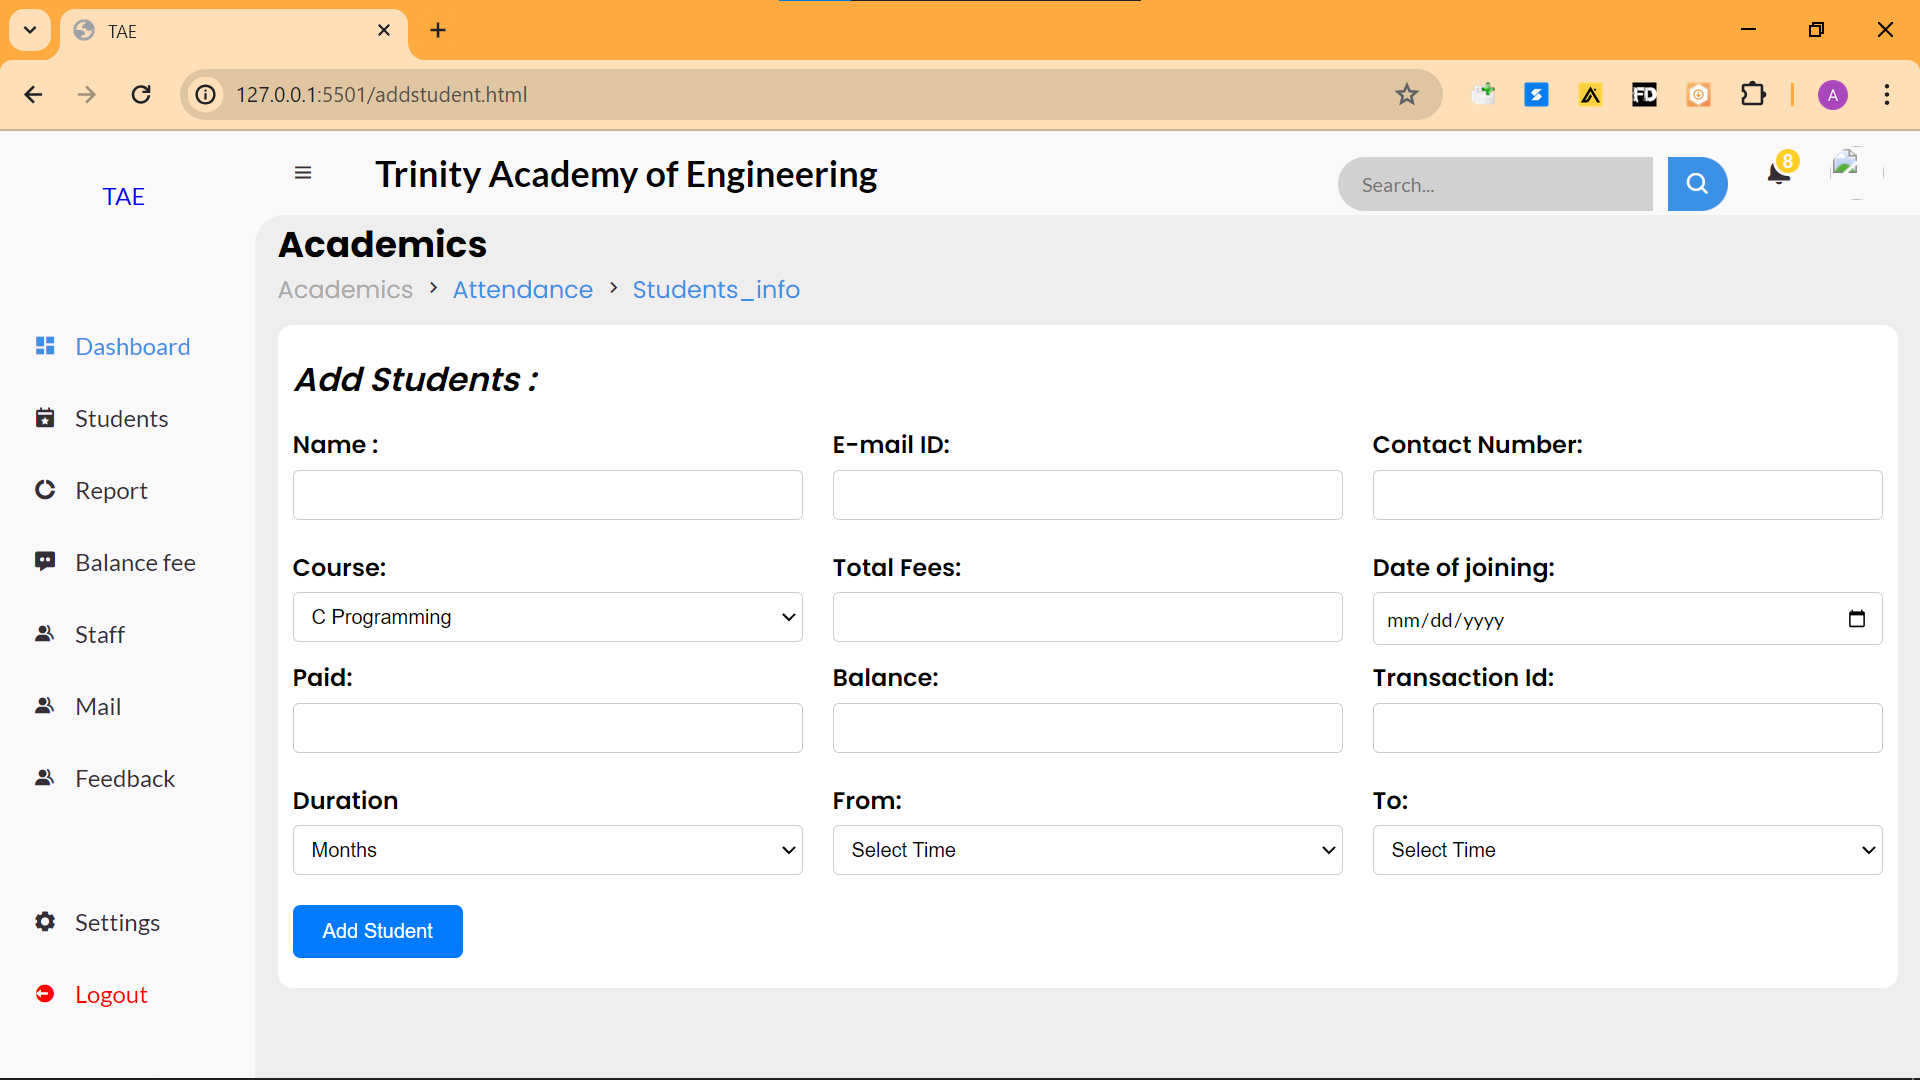 TAE
127.0.0.1:5501/addstudent.html
FD
A
TAE
Trinity Academy of Engineering
Search...
8
Academics
Academics > Attendance > Students_info
Dashboard
Students
Report
Balance fee
Staff
Mail
Feedback
Settings
Logout
Add Students :
Name : E-mail ID: Contact Number:
Course: Total Fees: Date of joining:
C Programming mm/dd/yyyy
Paid: Balance: Transaction Id:
Duration From: To:
Months Select Time Select Time
Add Student